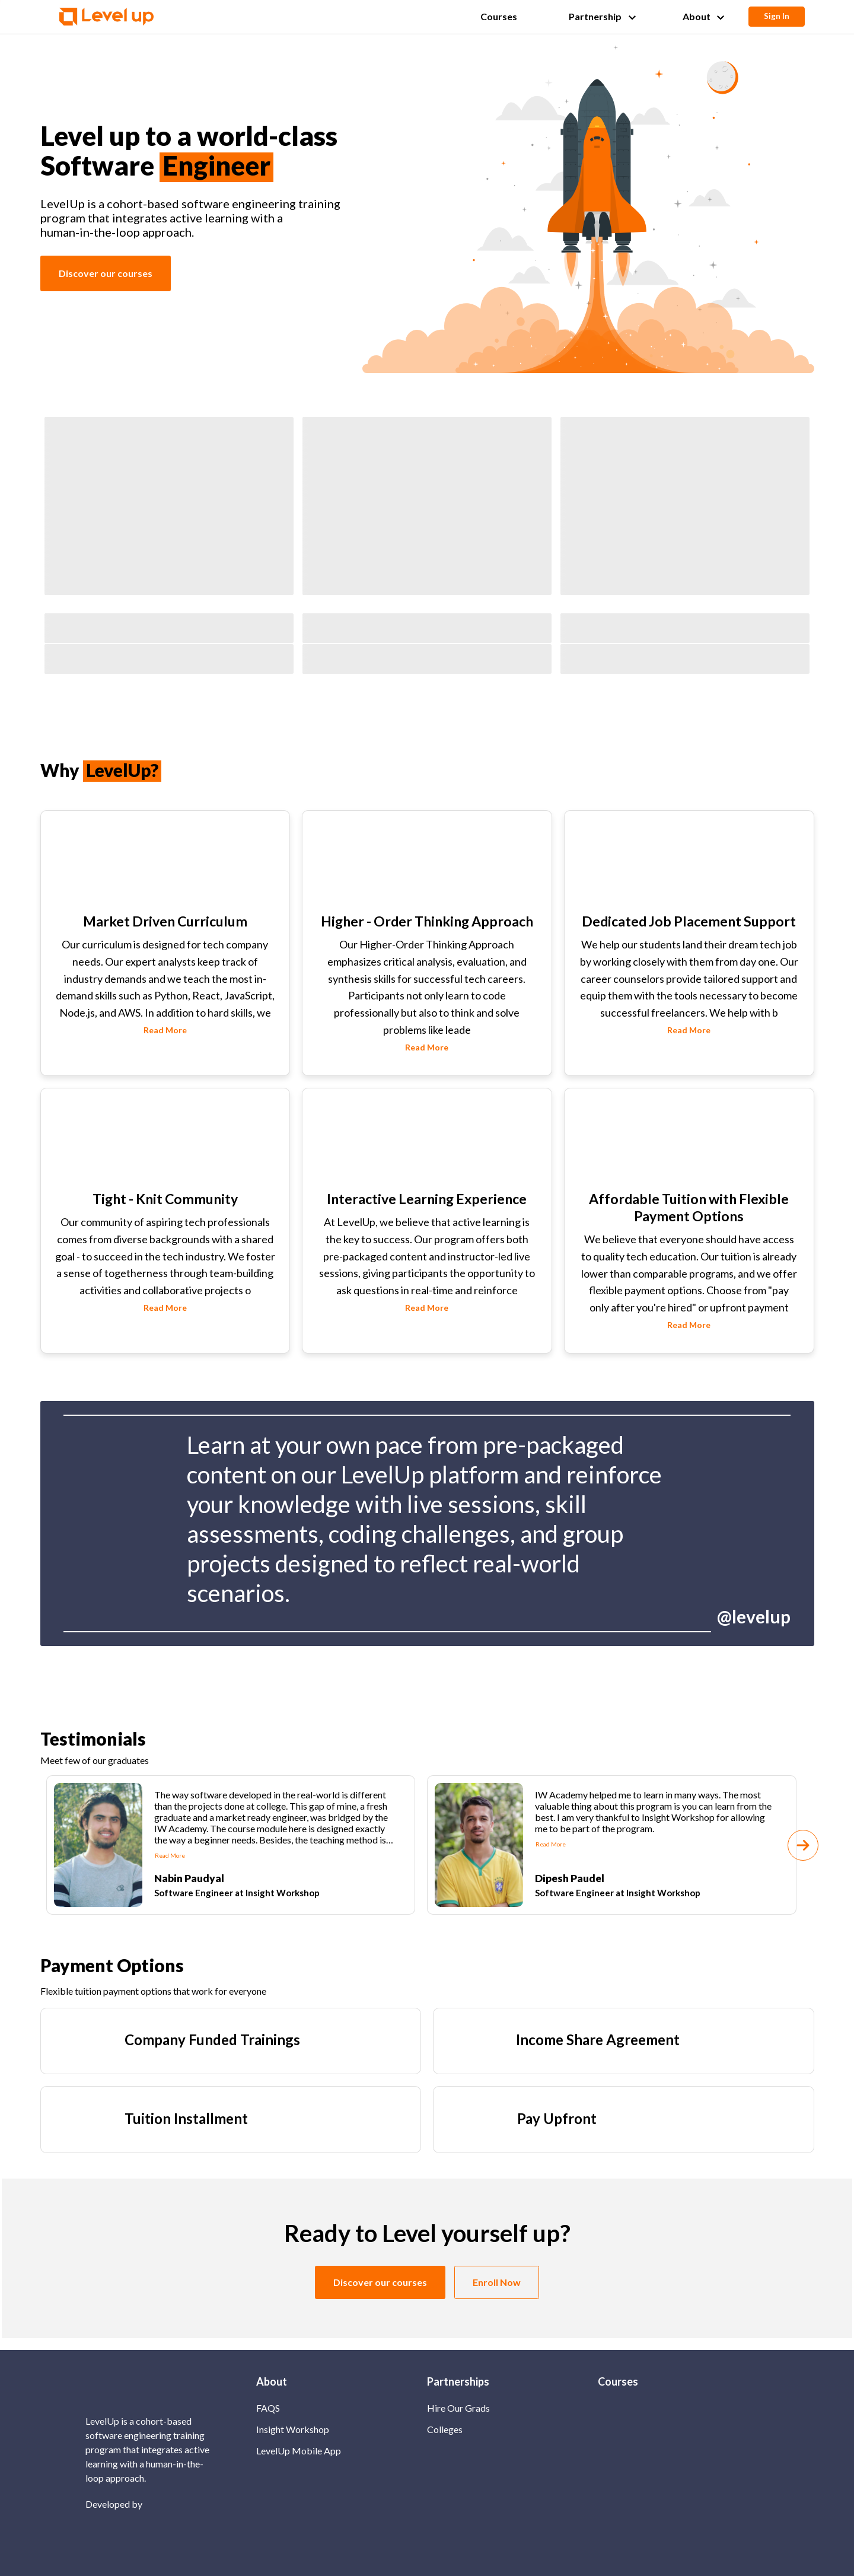 Level up
Courses
Partnership
About
Sign In
Level up to a world-class
Software Engineer
LevelUp is a cohort-based software engineering training
program that integrates active learning with a
human-in-the-loop approach.
Discover our courses
Why LevelUp?
Market Driven Curriculum
Our curriculum is designed for tech company
needs. Our expert analysts keep track of
industry demands and we teach the most in-
demand skills such as Python, React, JavaScript,
Node.js, and AWS. In addition to hard skills, we
Read More
Higher - Order Thinking Approach
Our Higher-Order Thinking Approach
emphasizes critical analysis, evaluation, and
synthesis skills for successful tech careers.
Participants not only learn to code
professionally but also to think and solve
problems like leade
Read More
Dedicated Job Placement Support
We help our students land their dream tech job
by working closely with them from day one. Our
career counselors provide tailored support and
equip them with the tools necessary to become
successful freelancers. We help with b
Read More
Tight - Knit Community
Our community of aspiring tech professionals
comes from diverse backgrounds with a shared
goal - to succeed in the tech industry. We foster
a sense of togetherness through team-building
activities and collaborative projects o
Read More
Interactive Learning Experience
At LevelUp, we believe that active learning is
the key to success. Our program offers both
pre-packaged content and instructor-led live
sessions, giving participants the opportunity to
ask questions in real-time and reinforce
Read More
Affordable Tuition with Flexible
Payment Options
We believe that everyone should have access
to quality tech education. Our tuition is already
lower than comparable programs, and we offer
flexible payment options. Choose from "pay
only after you're hired" or upfront payment
Read More
Learn at your own pace from pre-packaged
content on our LevelUp platform and reinforce
your knowledge with live sessions, skill
assessments, coding challenges, and group
projects designed to reflect real-world
scenarios.
@levelup
Testimonials
Meet few of our graduates
The way software developed in the real-world is different
than the projects done at college. This gap of mine, a fresh
graduate and a market ready engineer, was bridged by the
IW Academy. The course module here is designed exactly
the way a beginner needs. Besides, the teaching method is...
Read More
Nabin Paudyal
Software Engineer at Insight Workshop
IW Academy helped me to learn in many ways. The most
valuable thing about this program is you can learn from the
best. I am very thankful to Insight Workshop for allowing
me to be part of the program.
Read More
Dipesh Paudel
Software Engineer at Insight Workshop
Payment Options
Flexible tuition payment options that work for everyone
Company Funded Trainings
Income Share Agreement
Tuition Installment
Pay Upfront
Ready to Level yourself up?
Discover our courses
Enroll Now
LevelUp is a cohort-based
software engineering training
program that integrates active
learning with a human-in-the-
loop approach.
Developed by
About
FAQS
Insight Workshop
LevelUp Mobile App
Partnerships
Hire Our Grads
Colleges
Courses